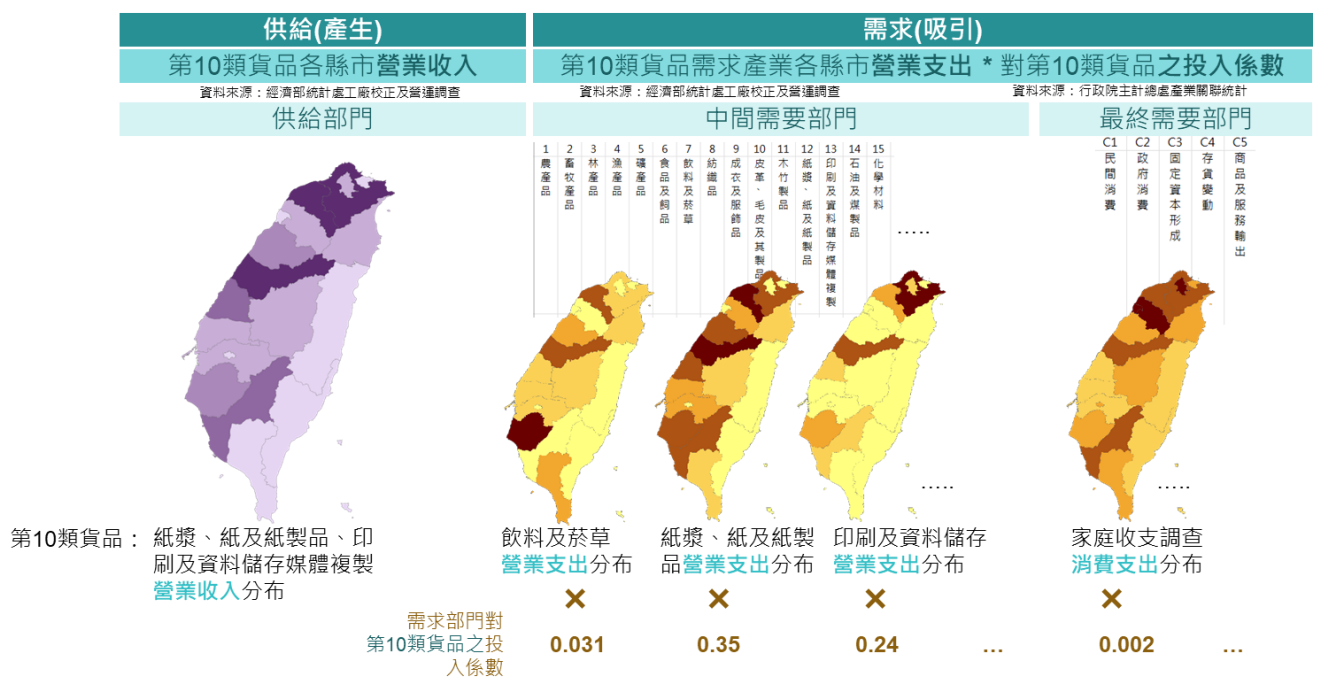 供給(產生)
需求(吸引)
第10類貨品各縣市營業收入
第10類貨品需求產業各縣市營業支出 * 對第10類貨品之投入係數
資料來源：經濟部統計處工廠校正及營運調查
資料來源：經濟部統計處工廠校正及營運調查
資料來源：行政院主計總處產業關聯統計
供給部門
中間需要部門
最終需要部門
1 農產品
2 畜牧產品
3 林產品
4 漁產品
5 礦產品
6 食品及飼品
7 飲料及菸草
8 紡織品
9 成衣及服飾品
10 皮革、毛皮及其製品
11 木竹製品
12 紙漿、紙及紙製品
13 印刷及資料儲存媒體複製
14 石油及煤製品
15 化學材料
.....
C1 民間消費
C2 政府消費
C3 固定資本形成
C4 存貨變動
C5 商品及服務輸出
.....
.....
第10類貨品：
紙漿、紙及紙製品、印
刷及資料儲存媒體複製
營業收入分布
飲料及菸草
營業支出分布
紙漿、紙及紙製
品營業支出分布
印刷及資料儲存
營業支出分布
家庭收支調查
消費支出分布
× × × ×
需求部門對
第10類貨品之投
入係數
0.031 0.35 0.24 ... 0.002 ...